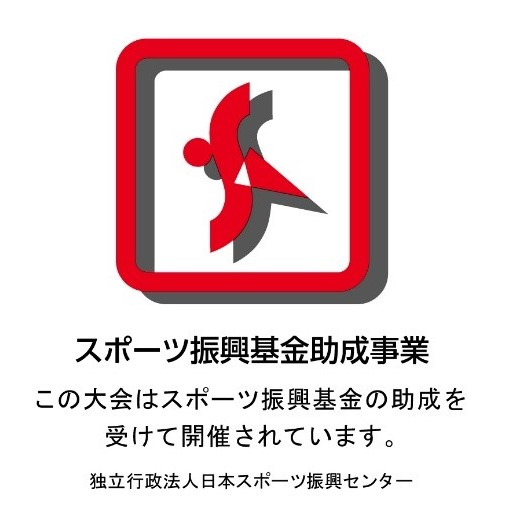 スポーツ振興基金助成事業
この大会はスポーツ振興基金の助成を
受けて開催されています。
独立行政法人日本スポーツ振興センター